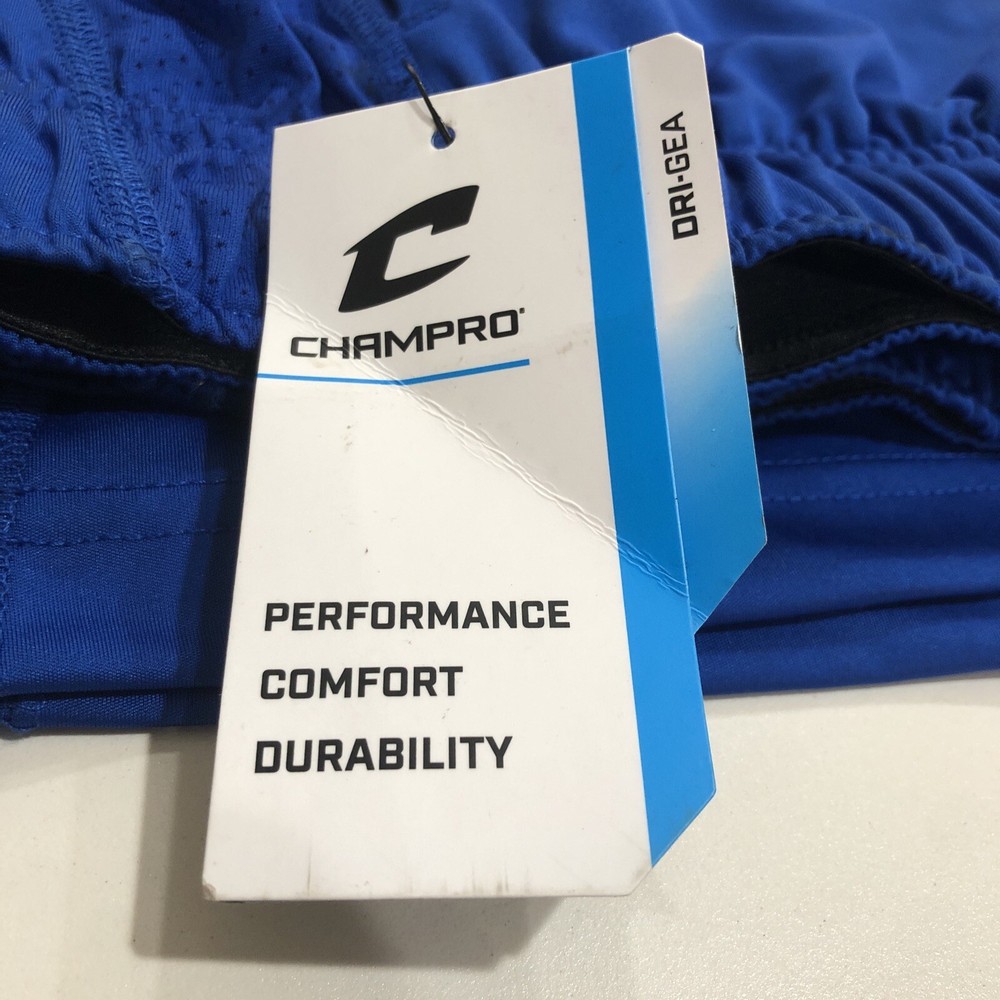 CHAMPRO
PERFORMANCE
COMFORT
DURABILITY
DRI-GEA